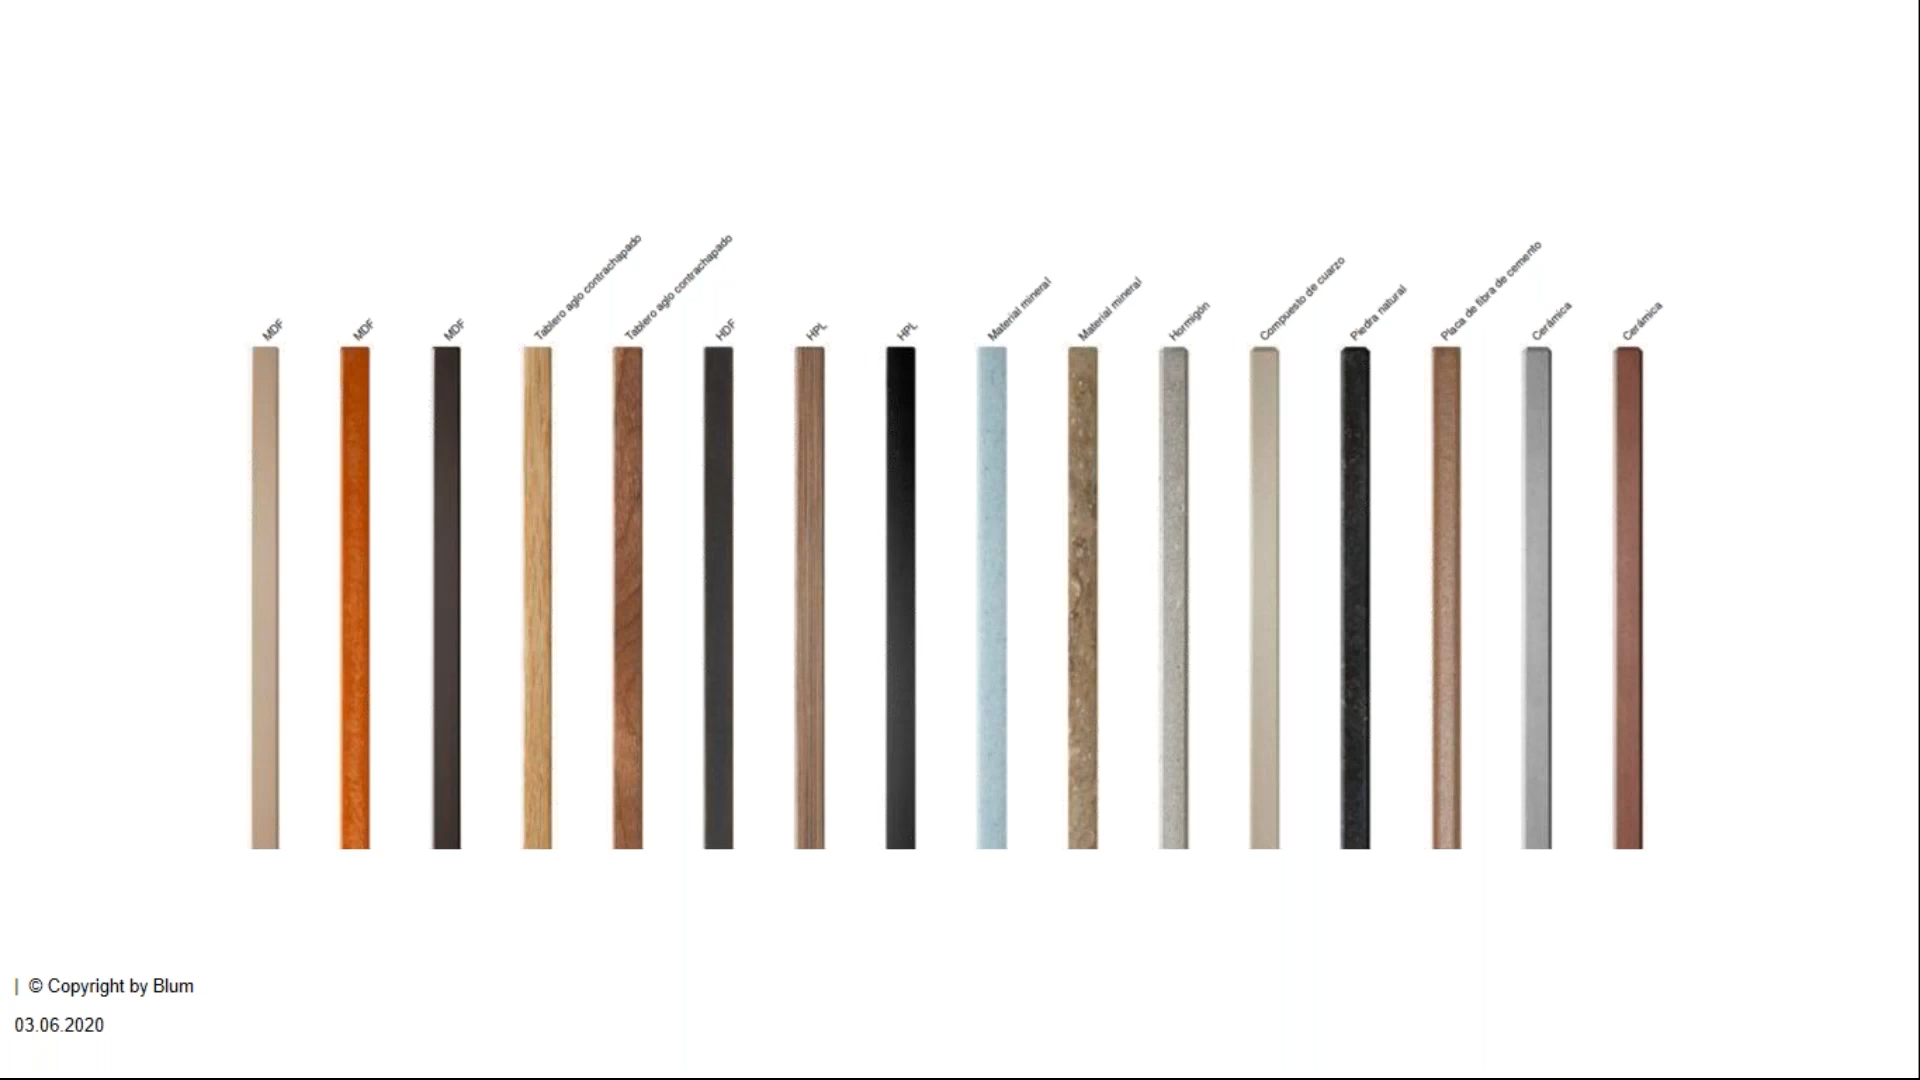 MDF
MDF
MDF
Tablero aglo contrachapado
Tablero aglo contrachapado
HDF
HPL
HPL
Material mineral
Material mineral
Hormigón
Compuesto de cuarzo
Piedra natural
Placa de fibra de cemento
Cerámica
Cerámica
| © Copyright by Blum
03.06.2020